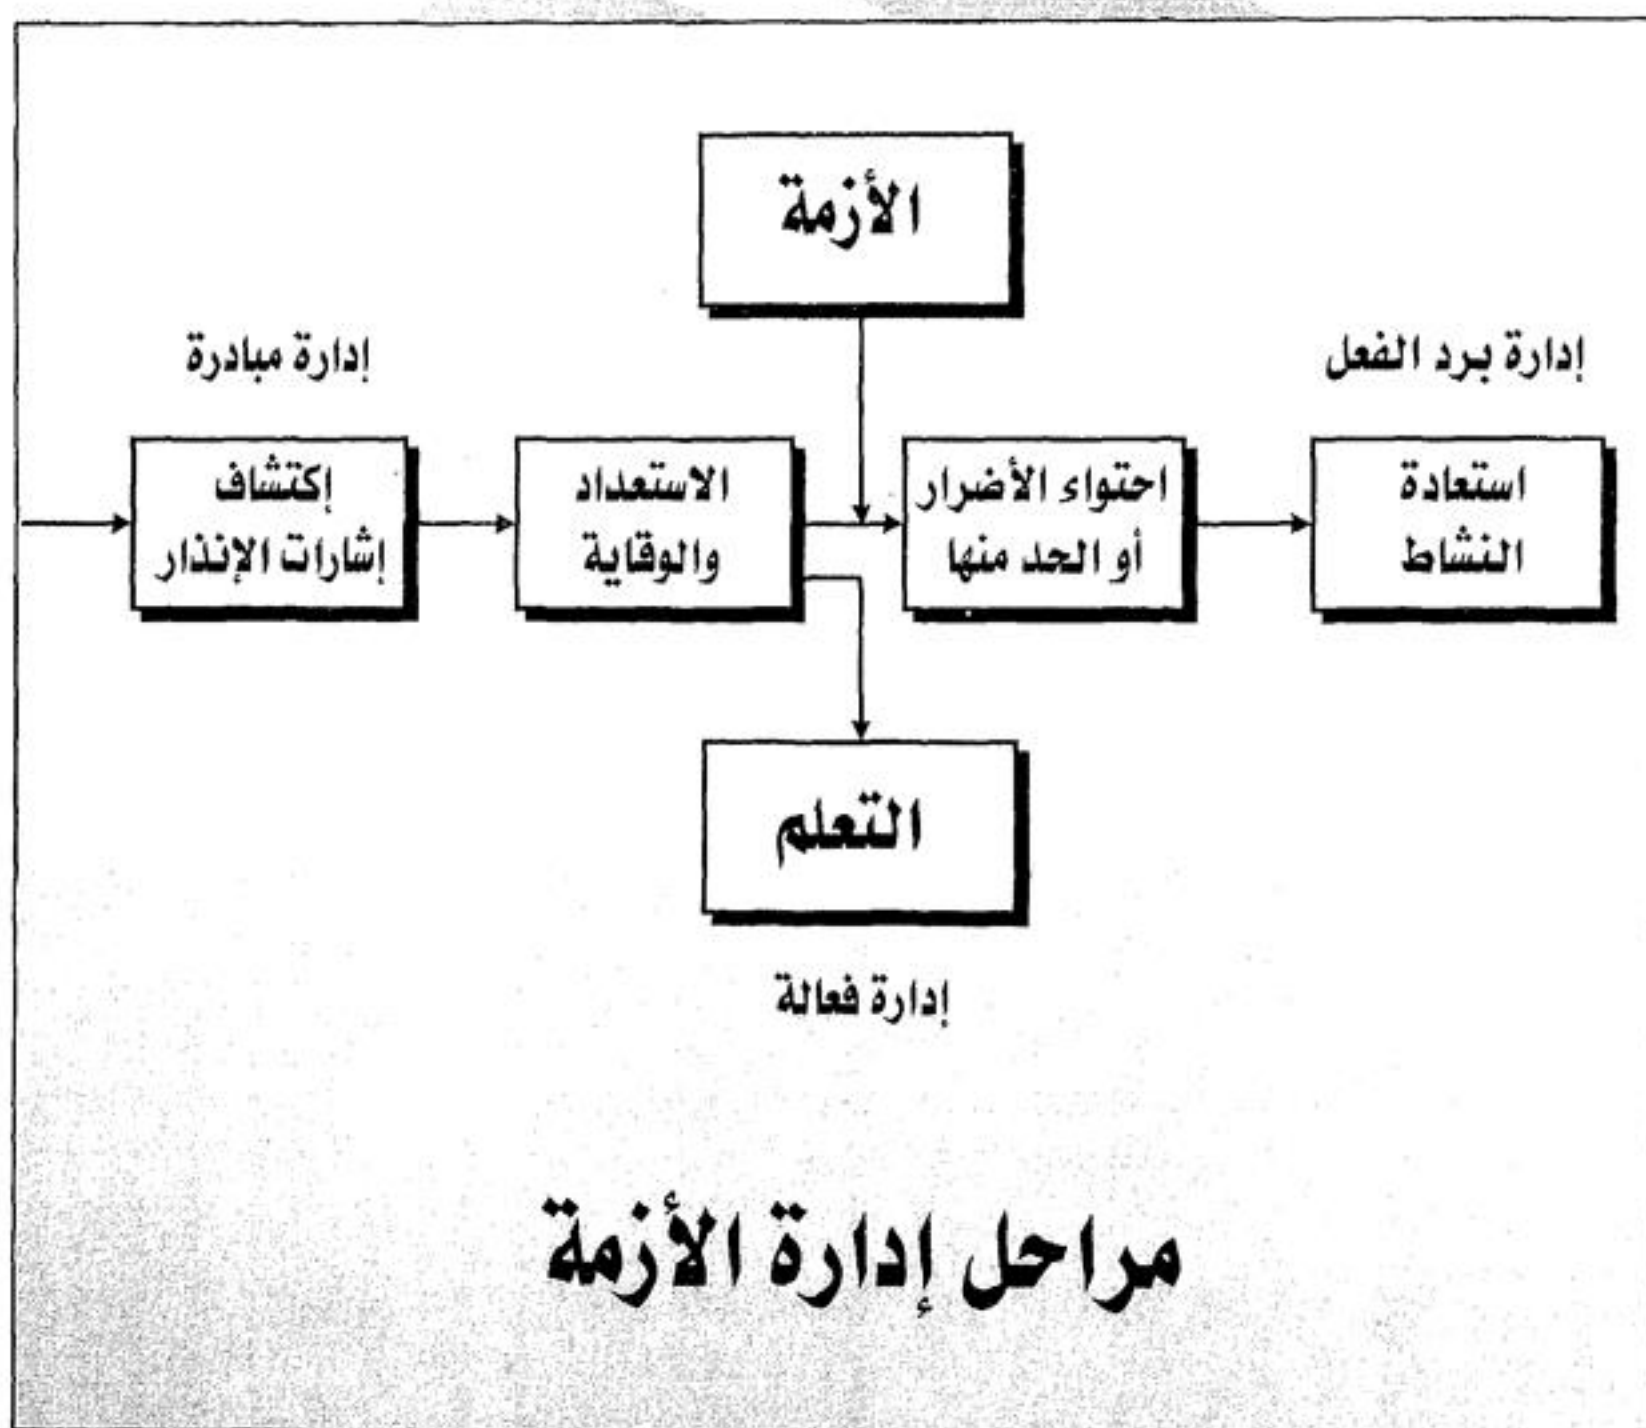 الأزمة
إدارة برد الفعل
إدارة مبادرة
إكتشاف
إشارات الإنذار
الاستعداد
والوقاية
احتواء الأضرار
أو الحد منها
استعادة
النشاط
التعلم
إدارة فعالة
مراحل إدارة الأزمة